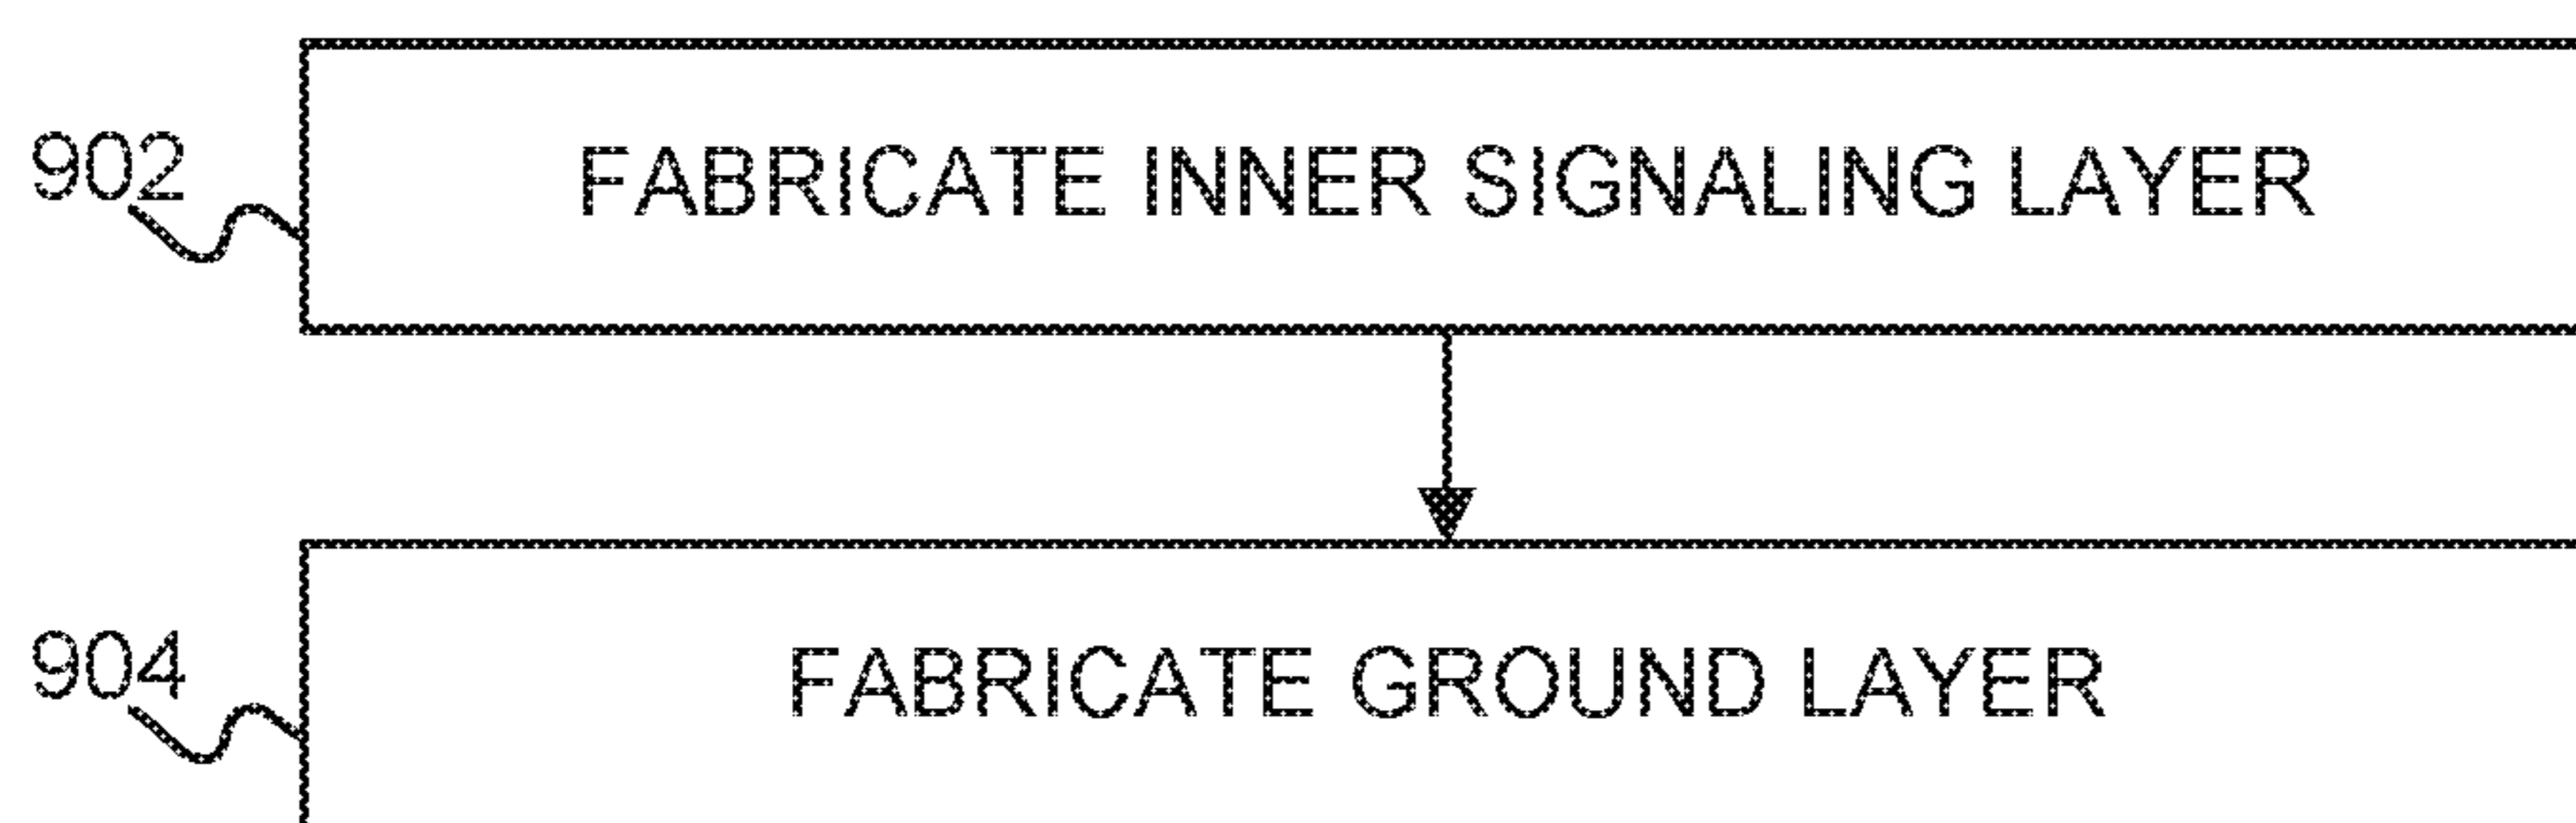 902
FABRICATE INNER SIGNALING LAYER
904
FABRICATE GROUND LAYER